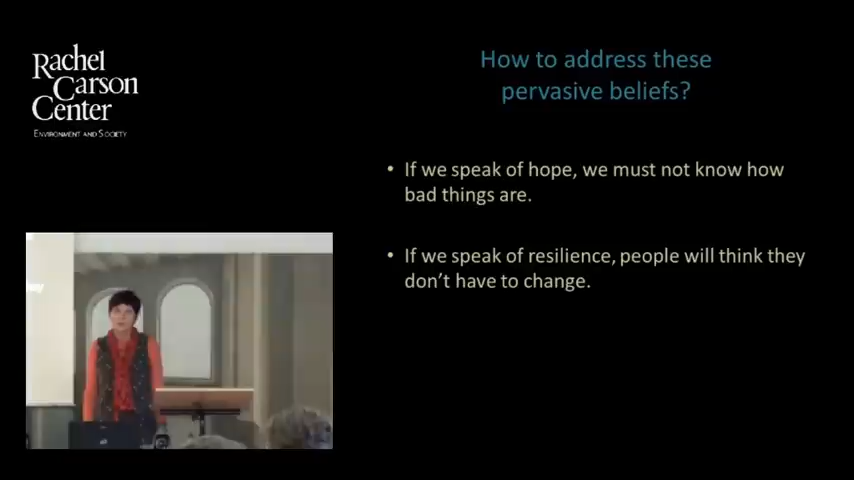 Rachel
Carson
Center
ENVIRONMENT AND SOCIETY
How to address these
pervasive beliefs?
• If we speak of hope, we must not know how
bad things are.
• If we speak of resilience, people will think they
don't have to change.